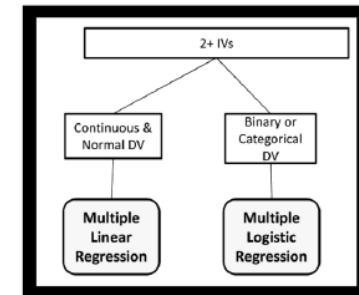 2+ IVs
Continuous &
Normal DV
Binary or
Categorical
DV
Multiple
Linear
Regression
Multiple
Logistic
Regression